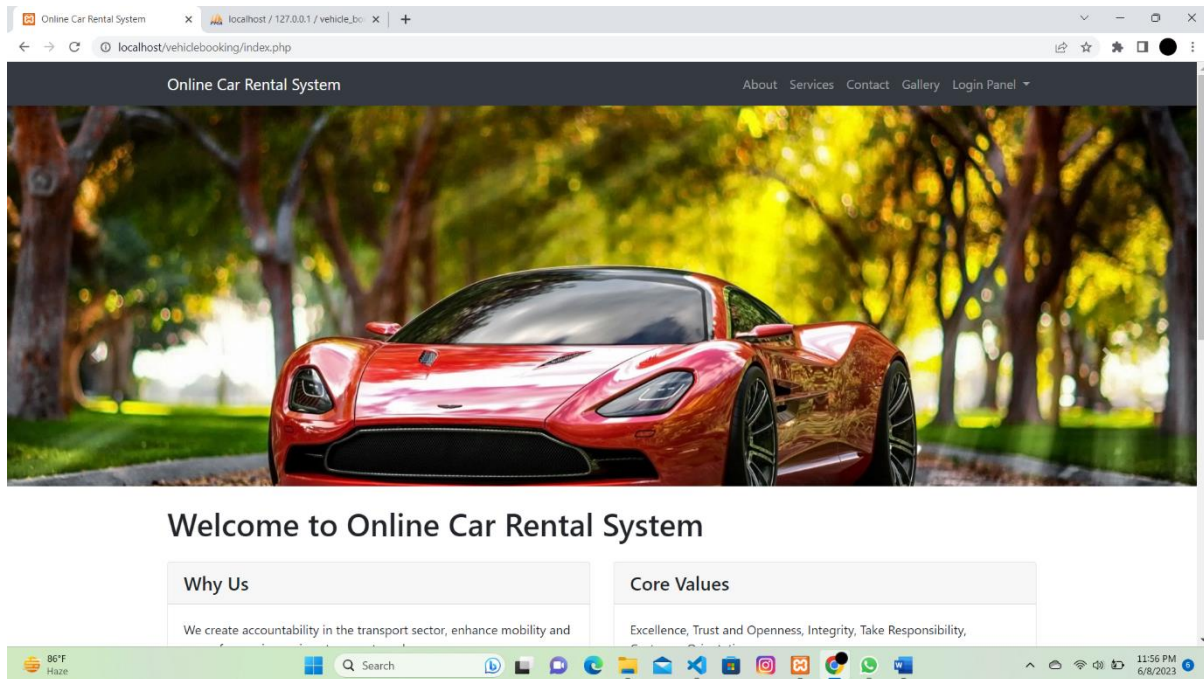 Online Car Rental System
localhost / 127.0.0.1 / vehicle_bo
localhost/vehiclebooking/index.php
Online Car Rental System
About Services Contact Gallery Login Panel
Welcome to Online Car Rental System
Why Us
We create accountability in the transport sector, enhance mobility and
Core Values
Excellence, Trust and Openness, Integrity, Take Responsibility,
86°F
Haze
Search
11:56 PM
6/8/2023
6